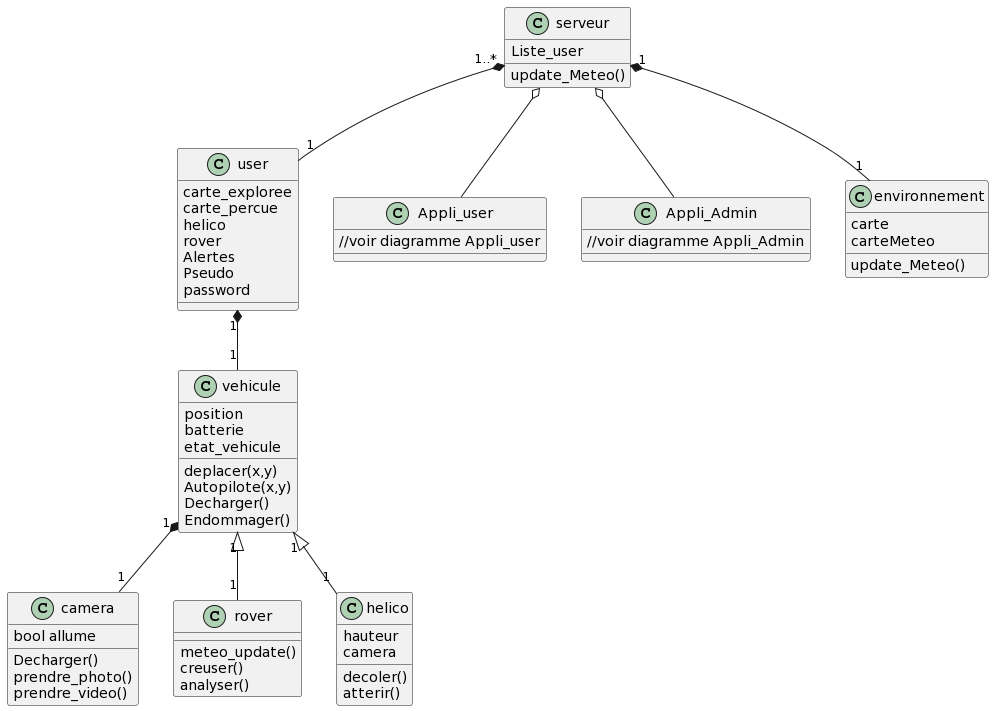 C serveur
Liste_user
update_Meteo()
1..*
1
1
1
C user
carte_exploree
carte_percue
helico
rover
Alertes
Pseudo
password
C Appli_user
//voir diagramme Appli_user
C Appli_Admin
//voir diagramme Appli_Admin
C environnement
carte
carteMeteo
update_Meteo()
1
1
C vehicule
position
batterie
etat_vehicule
deplacer(x,y)
Autopilote(x,y)
Decharger()
Endommager()
1
1
1
1
1
1
C camera
bool allume
Decharger()
prendre_photo()
prendre_video()
C rover
meteo_update()
creuser()
analyser()
C helico
hauteur
camera
decoler()
atterir()